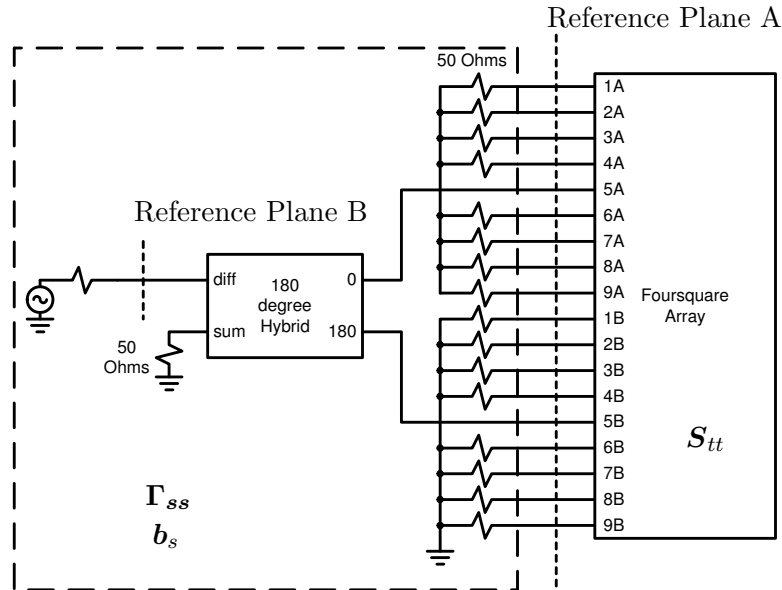 Reference Plane A
50 Ohms
1A
2A
3A
4A
5A
6A
7A
8A
9A
1B
2B
3B
4B
5B
6B
7B
8B
9B
Foursquare
Array
S_tt
Reference Plane B
diff
sum
180
degree
Hybrid
0
180
50
Ohms
Γ_ss
b_s